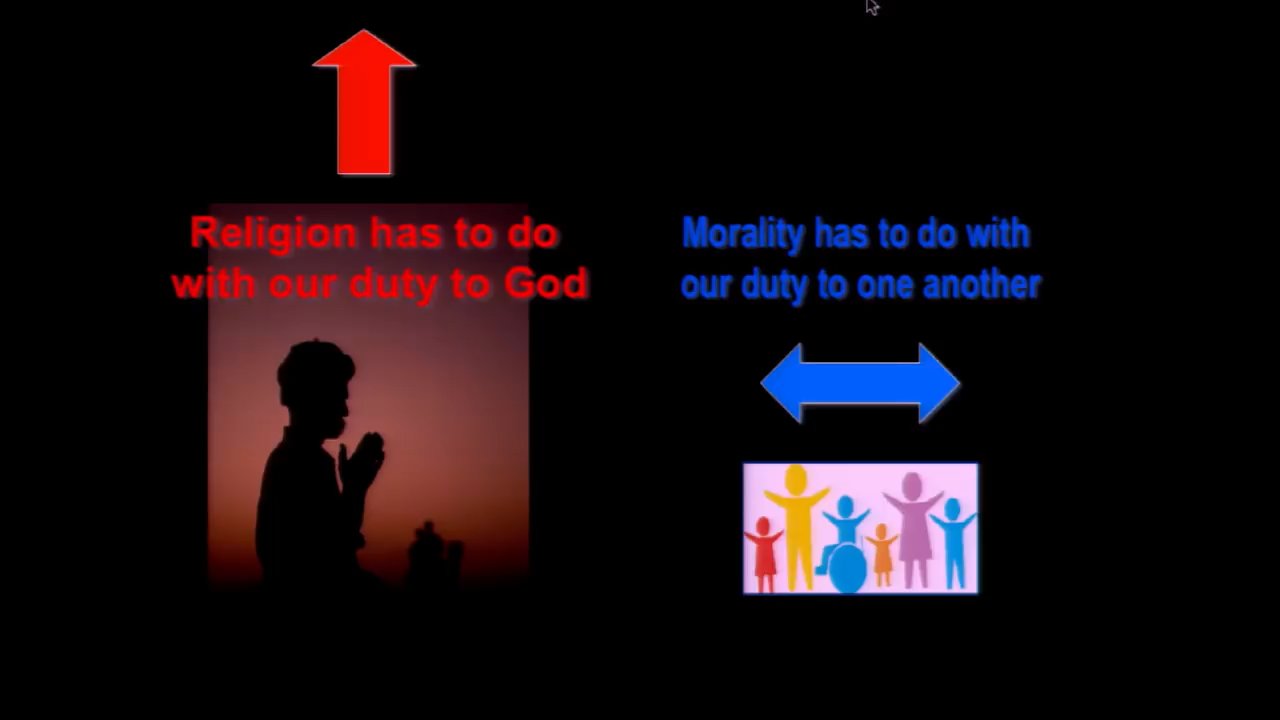 Religion has to do
with our duty to God
Morality has to do with
our duty to one another